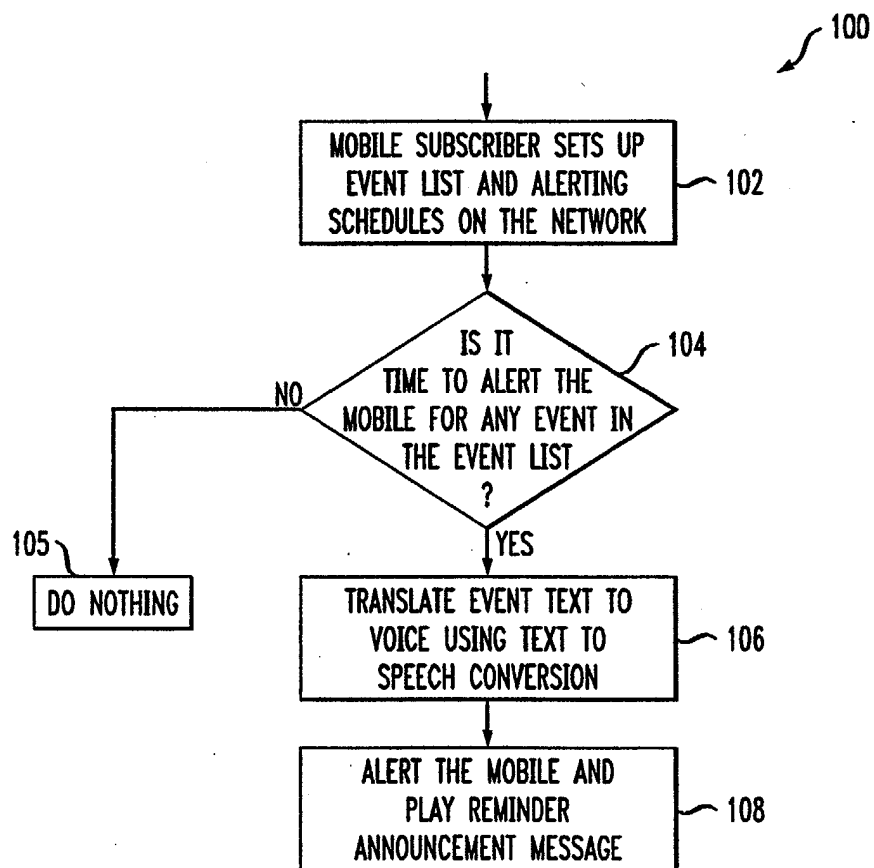 100
MOBILE SUBSCRIBER SETS UP
EVENT LIST AND ALERTING
SCHEDULES ON THE NETWORK
102
IS IT
TIME TO ALERT THE
MOBILE FOR ANY EVENT IN
THE EVENT LIST
?
104
NO
YES
105
DO NOTHING
TRANSLATE EVENT TEXT TO
VOICE USING TEXT TO
SPEECH CONVERSION
106
ALERT THE MOBILE AND
PLAY REMINDER
ANNOUNCEMENT MESSAGE
108